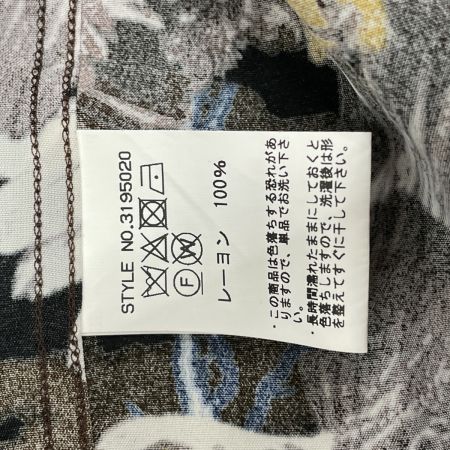 STYLE NO.3195020
F W
レーヨン 100%
・この商品は色落ちする恐れがあ
りますので、単品でお洗い下さ
い。
・長時間濡れたままにしておくと
色落ちしますので、洗濯後は形
を整えてすぐに干して下さい。